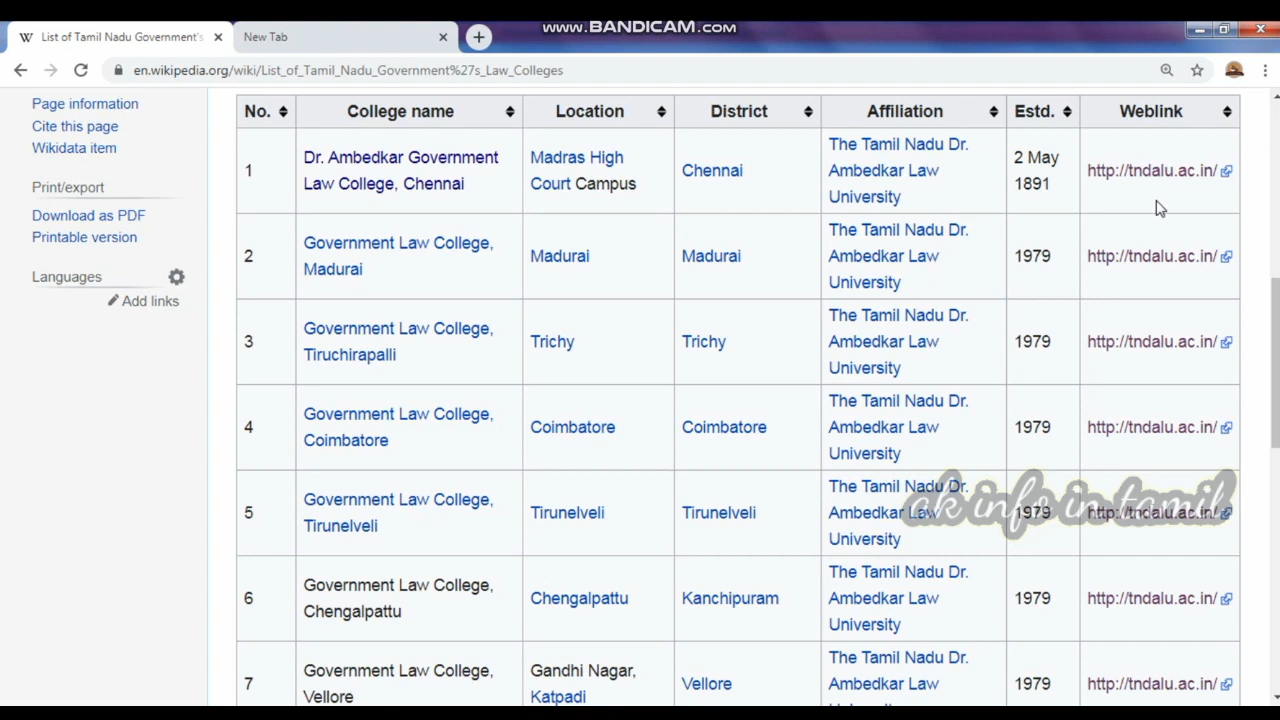 www.BANDICAM.com
List of Tamil Nadu Government's
New Tab
en.wikipedia.org/wiki/List_of_Tamil_Nadu_Government%27s_Law_Colleges
Page information
Cite this page
Wikidata item
Print/export
Download as PDF
Printable version
Languages
Add links
No. College name Location District Affiliation Estd. Weblink
1
Dr. Ambedkar Government
Law College, Chennai
Madras High
Court Campus
Chennai
The Tamil Nadu Dr.
Ambedkar Law
University
2 May
1891
http://tndalu.ac.in/
2
Government Law College,
Madurai
Madurai
Madurai
The Tamil Nadu Dr.
Ambedkar Law
University
1979
http://tndalu.ac.in/
3
Government Law College,
Tiruchirapalli
Trichy
Trichy
The Tamil Nadu Dr.
Ambedkar Law
University
1979
http://tndalu.ac.in/
4
Government Law College,
Coimbatore
Coimbatore
Coimbatore
The Tamil Nadu Dr.
Ambedkar Law
University
1979
http://tndalu.ac.in/
5
Government Law College,
Tirunelveli
Tirunelveli
Tirunelveli
The Tamil Nadu Dr.
Ambedkar Law
University
1979
http://tndalu.ac.in/
ak info in tamil
6
Government Law College,
Chengalpattu
Chengalpattu
Kanchipuram
The Tamil Nadu Dr.
Ambedkar Law
University
1979
http://tndalu.ac.in/
7
Government Law College,
Vellore
Gandhi Nagar,
Katpadi
Vellore
The Tamil Nadu Dr.
Ambedkar Law
1979
http://tndalu.ac.in/